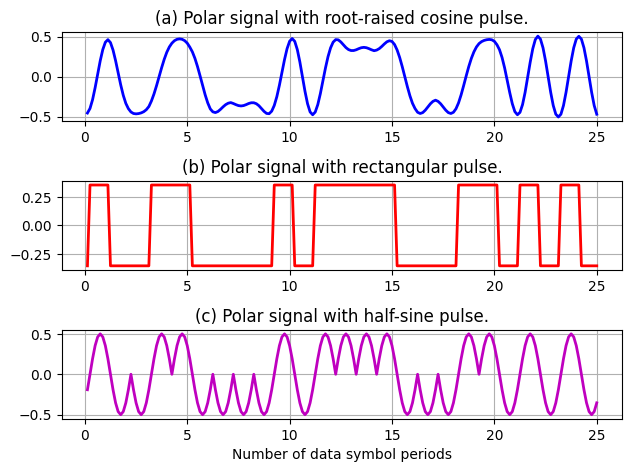 (a) Polar signal with root-raised cosine pulse.
0.5
0.0
−0.5
0 5 10 15 20 25
(b) Polar signal with rectangular pulse.
0.25
0.00
−0.25
0 5 10 15 20 25
(c) Polar signal with half-sine pulse.
0.5
0.0
−0.5
0 5 10 15 20 25
Number of data symbol periods